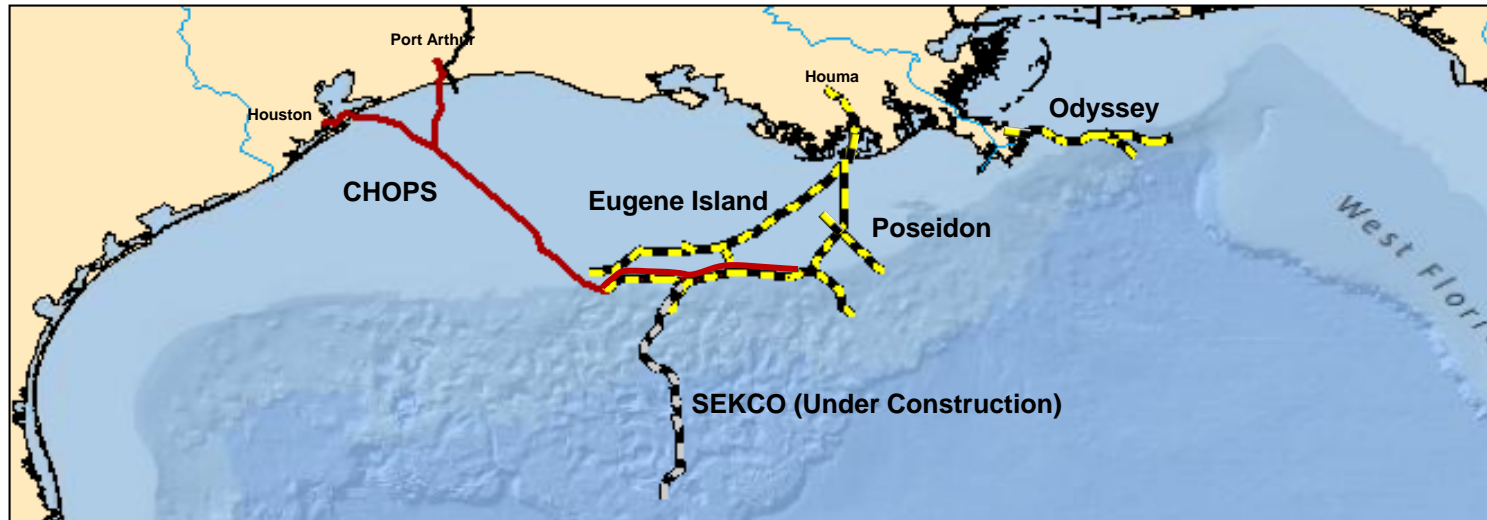 Port Arthur
Houma
Houston
Odyssey
CHOPS
Eugene Island
Poseidon
West Flori
SEKCO (Under Construction)